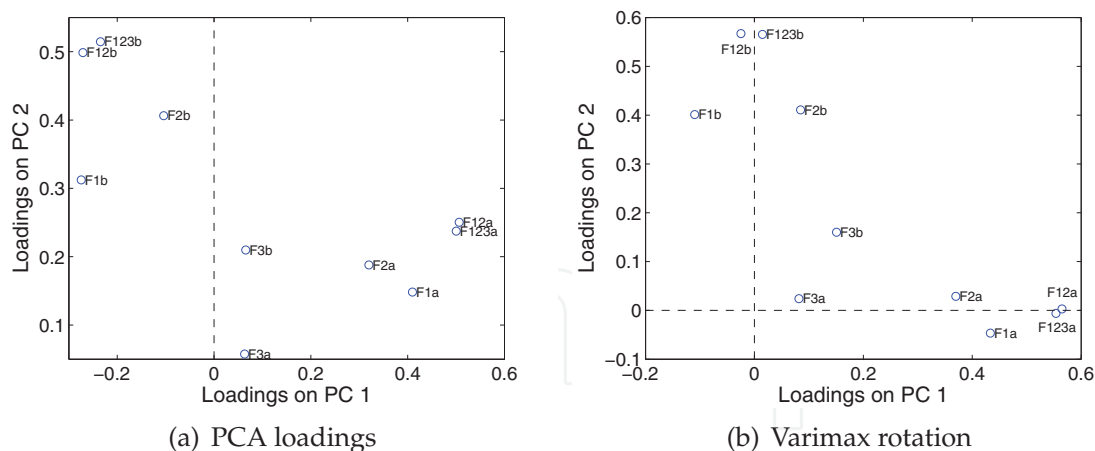 0.5
0.4
0.3
0.2
0.1
Loadings on PC 2
F123b
F12b
F2b
F1b
F3b
F12a
F123a
F2a
F1a
F3a
−0.2
0
0.2
0.4
0.6
Loadings on PC 1
(a) PCA loadings
0.6
0.5
0.4
0.3
0.2
0.1
0
−0.1
Loadings on PC 2
F123b
F12b
F2b
F1b
F3b
F3a
F2a
F12a
F123a
F1a
−0.2
0
0.2
0.4
0.6
Loadings on PC 1
(b) Varimax rotation